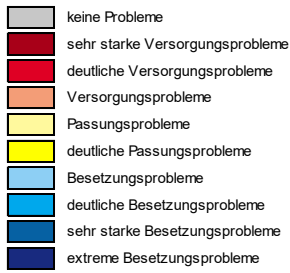 keine Probleme
sehr starke Versorgungsprobleme
deutliche Versorgungsprobleme
Versorgungsprobleme
Passungsprobleme
deutliche Passungsprobleme
Besetzungsprobleme
deutliche Besetzungsprobleme
sehr starke Besetzungsprobleme
extreme Besetzungsprobleme